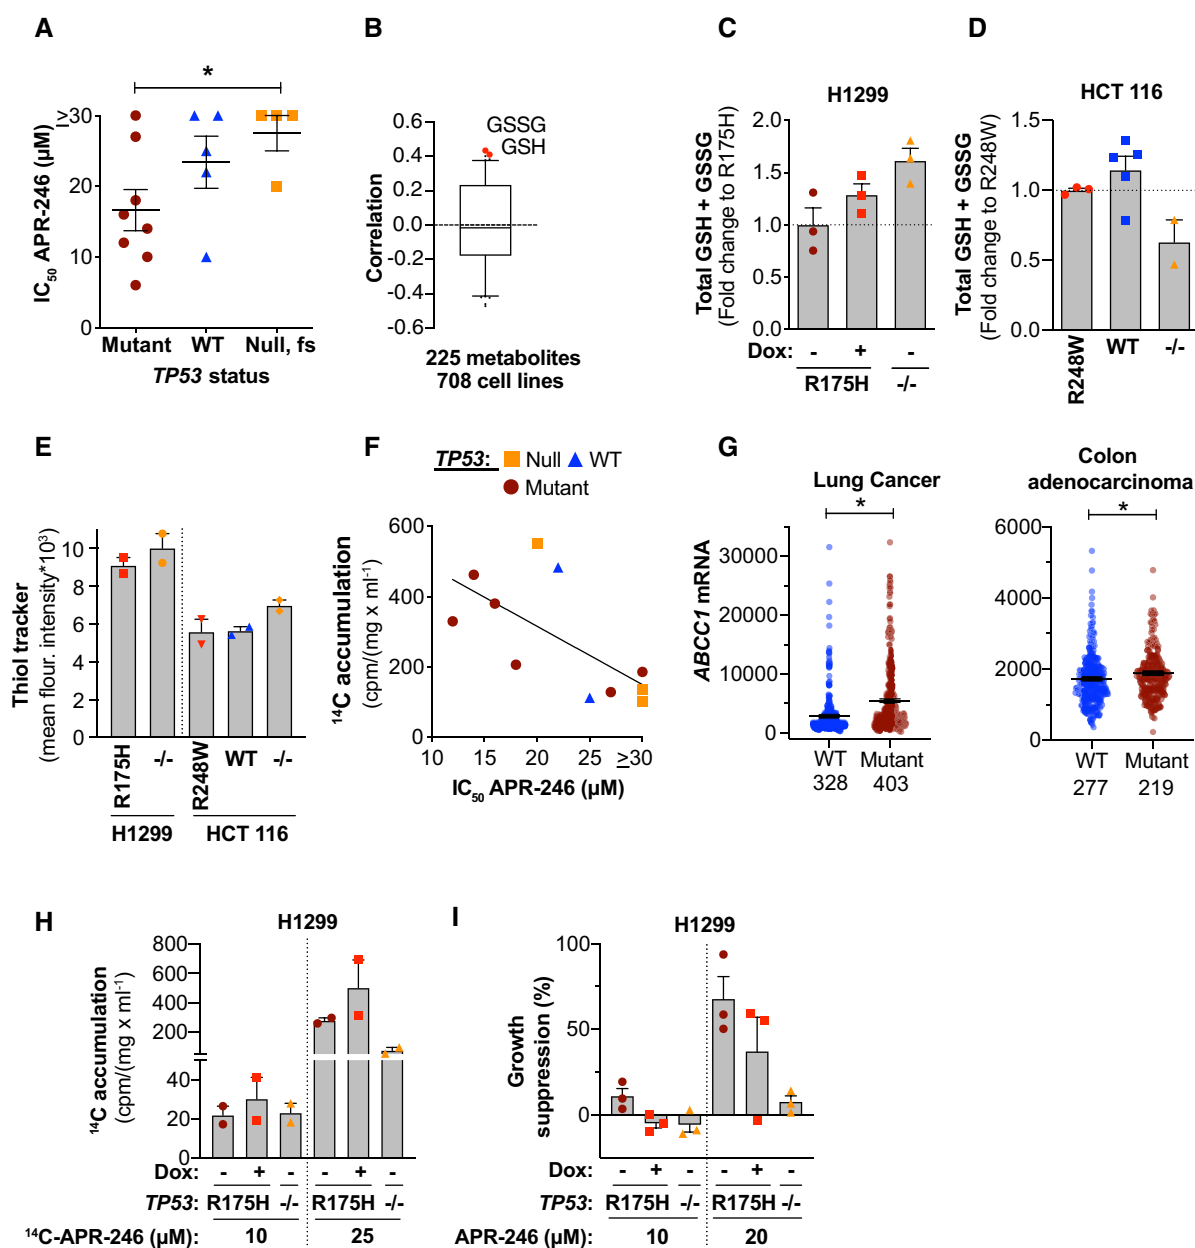 A
IC50 APR-246 (µM)
≥30
20
10
0
*
Mutant WT Null, fs
TP53 status
B
Correlation
0.6
0.4
0.2
0.0
-0.2
-0.4
-0.6
GSSG
GSH
225 metabolites
708 cell lines
C
H1299
Total GSH + GSSG
(Fold change to R175H)
2.0
1.5
1.0
0.5
0.0
Dox: - + -
R175H -/-
D
HCT 116
Total GSH + GSSG
(Fold change to R248W)
1.5
1.0
0.5
0.0
R248W WT -/-
E
Thiol tracker
(mean flour. intensity*10³)
10
8
6
4
2
0
R175H -/- R248W WT -/-
H1299 HCT 116
F
TP53: Null WT
Mutant
¹⁴C accumulation
(cpm/(mg x ml⁻¹)
600
400
200
0
10 15 20 25 ≥30
IC50 APR-246 (µM)
G
Lung Cancer
*
ABCC1 mRNA
30000
20000
10000
0
WT Mutant
328 403
Colon
adenocarcinoma
*
6000
4000
2000
0
WT Mutant
277 219
H
H1299
¹⁴C accumulation
(cpm/(mg x ml⁻¹)
800
600
400
200
40
20
0
Dox: - + - - + -
TP53: R175H -/- R175H -/-
¹⁴C-APR-246 (µM): 10 25
I
H1299
Growth
suppression (%)
100
50
0
Dox: - + - - + -
TP53: R175H -/- R175H -/-
APR-246 (µM): 10 20